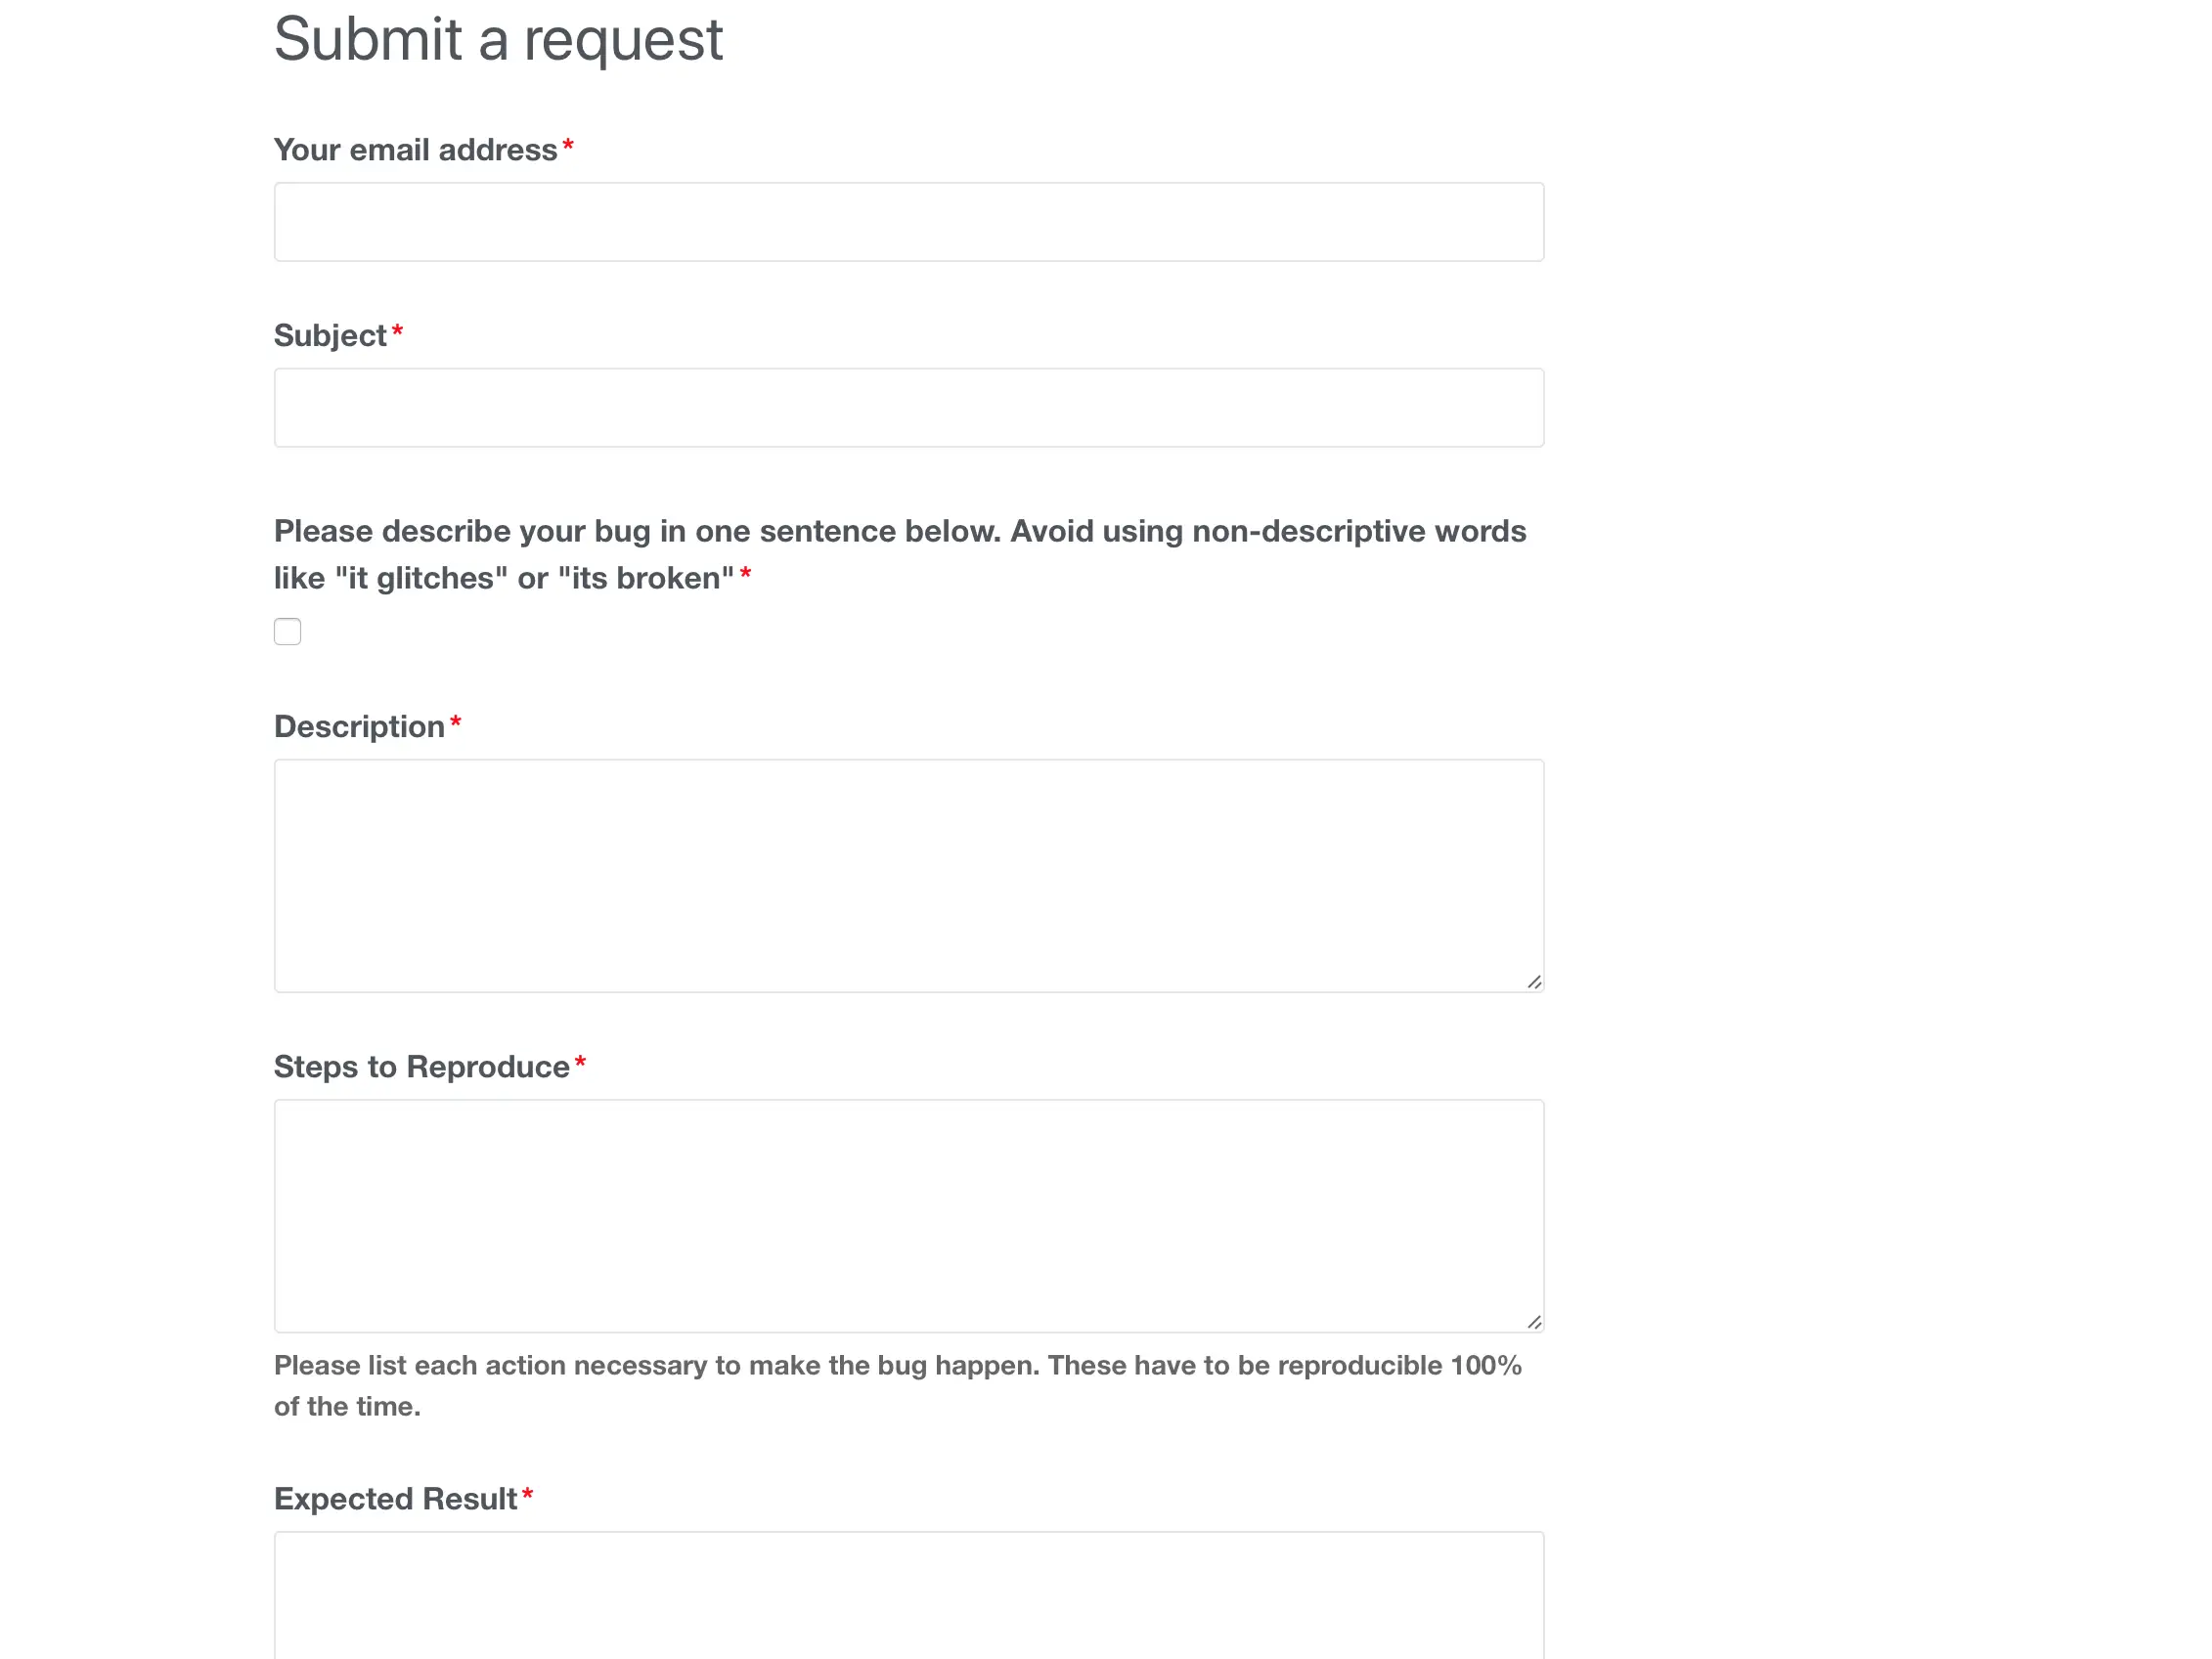 Submit a request
Your email address*
Subject*
Please describe your bug in one sentence below. Avoid using non-descriptive words
like "it glitches" or "its broken"*
Description*
Steps to Reproduce*
Please list each action necessary to make the bug happen. These have to be reproducible 100%
of the time.
Expected Result*